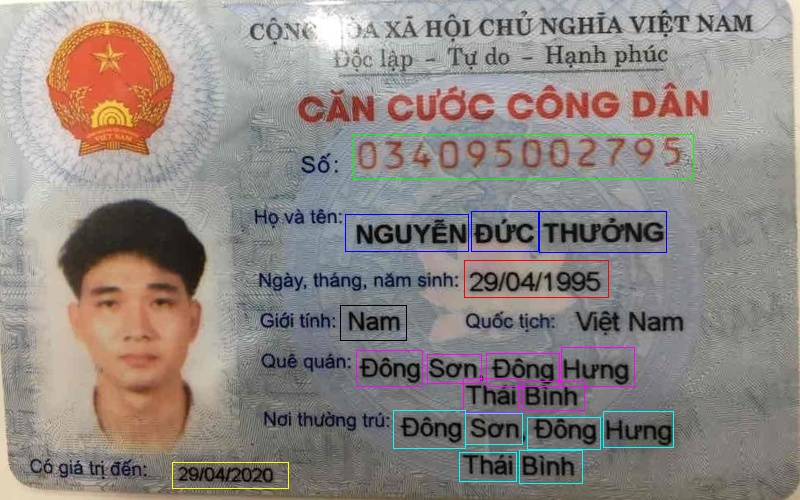 CỘNG HÒA XÃ HỘI CHỦ NGHĨA VIỆT NAM
Độc lập - Tự do - Hạnh phúc
CĂN CƯỚC CÔNG DÂN
Số: 034095002795
Họ và tên: NGUYỄN ĐỨC THƯỞNG
Ngày, tháng, năm sinh: 29/04/1995
Giới tính: Nam Quốc tịch: Việt Nam
Quê quán: Đông Sơn, Đông Hưng
Thái Bình
Nơi thường trú: Đông Sơn, Đông Hưng
Thái Bình
Có giá trị đến: 29/04/2020
VIỆT NAM